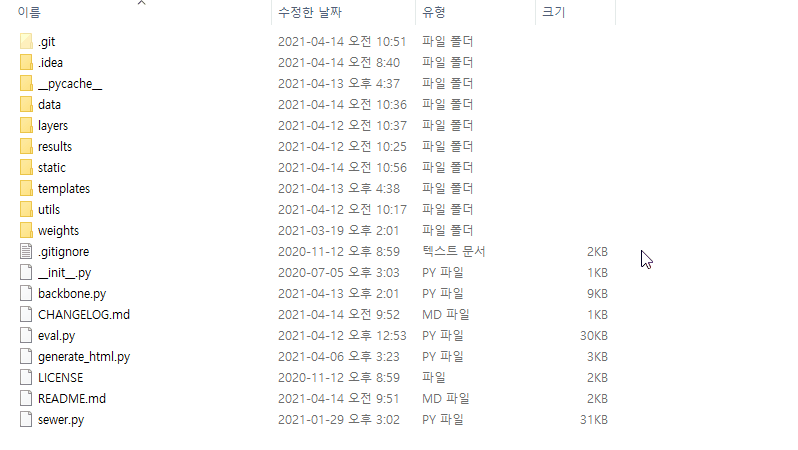 이름 수정한 날짜 유형 크기
.git 2021-04-14 오전 10:51 파일 폴더
.idea 2021-04-14 오전 8:40 파일 폴더
__pycache__ 2021-04-13 오후 4:37 파일 폴더
data 2021-04-14 오전 10:36 파일 폴더
layers 2021-04-12 오전 10:37 파일 폴더
results 2021-04-12 오전 10:25 파일 폴더
static 2021-04-14 오전 10:56 파일 폴더
templates 2021-04-13 오후 4:38 파일 폴더
utils 2021-04-12 오전 10:17 파일 폴더
weights 2021-03-19 오후 2:01 파일 폴더
.gitignore 2020-11-12 오후 8:59 텍스트 문서 2KB
__init__.py 2020-07-05 오후 3:03 PY 파일 1KB
backbone.py 2021-04-13 오후 2:01 PY 파일 9KB
CHANGELOG.md 2021-04-14 오전 9:52 MD 파일 1KB
eval.py 2021-04-12 오후 12:53 PY 파일 30KB
generate_html.py 2021-04-06 오후 3:23 PY 파일 3KB
LICENSE 2020-11-12 오후 8:59 파일 2KB
README.md 2021-04-14 오전 9:51 MD 파일 2KB
sewer.py 2021-01-29 오후 3:02 PY 파일 31KB